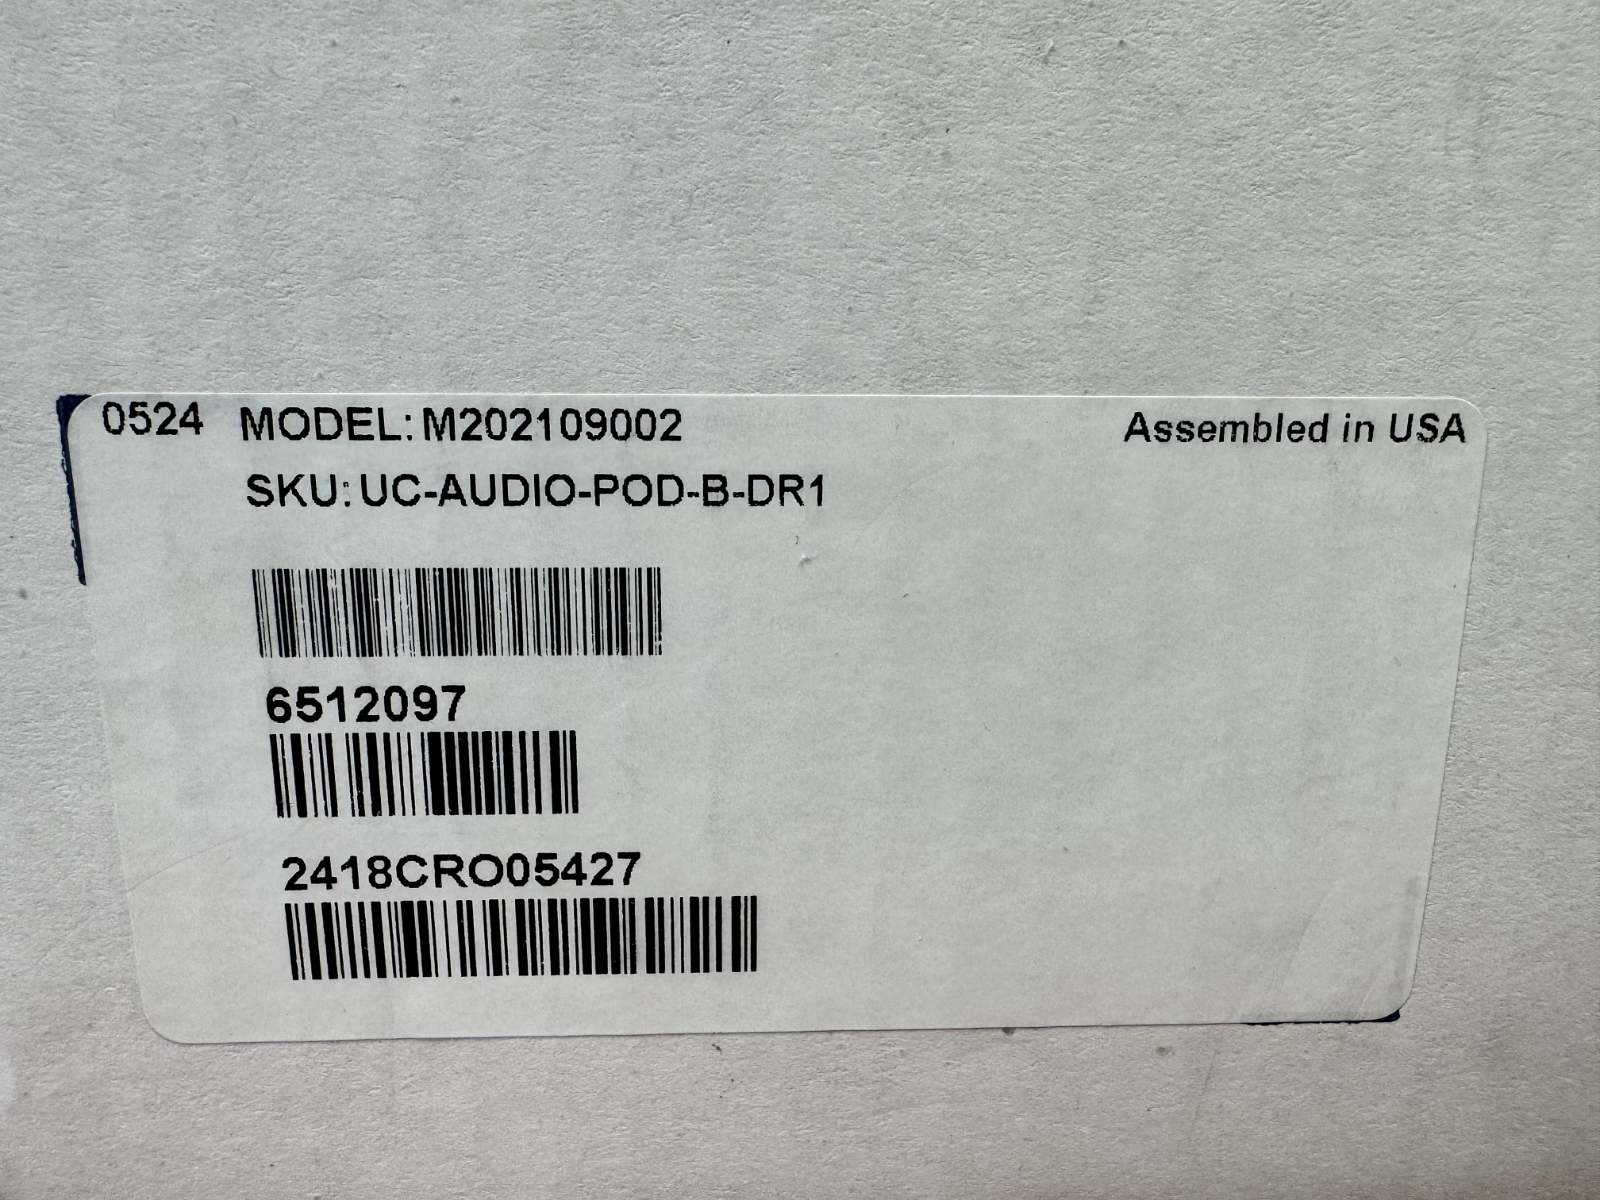 0524 MODEL: M202109002 Assembled in USA
SKU: UC-AUDIO-POD-B-DR1
6512097
2418CRO05427